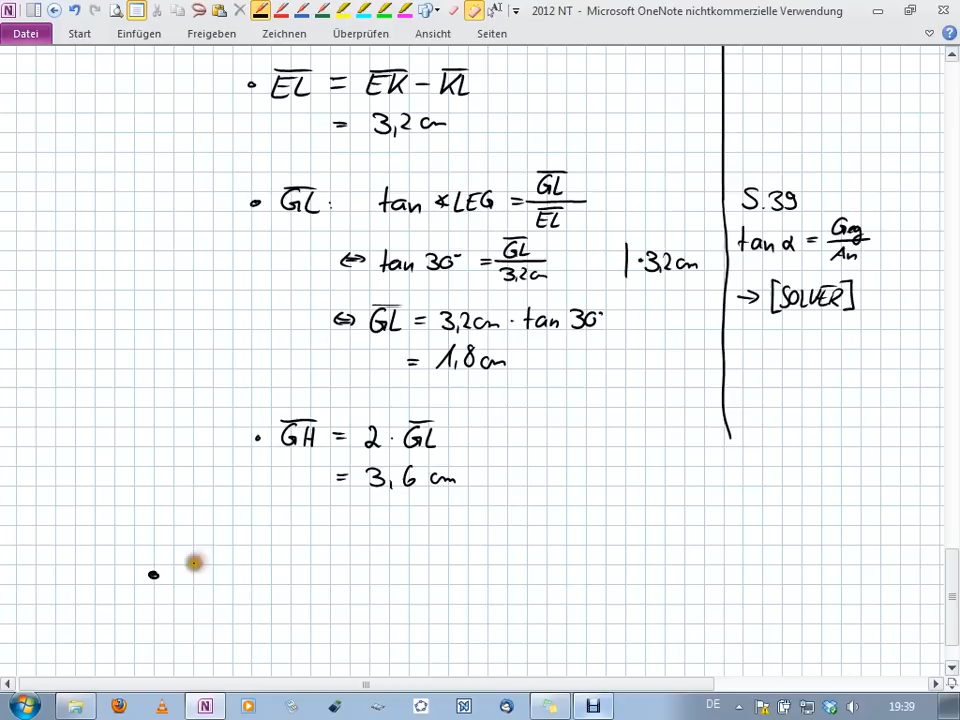 2012 NT - Microsoft OneNote nichtkommerzielle Verwendung
Datei Start Einfügen Freigeben Zeichnen Überprüfen Ansicht Seiten
• EL = EK - KL
= 3,2 cm
• GL: tan ∢LEG = GL/EL
⇔ tan 30° = GL/3,2cm | · 3,2cm
⇔ GL = 3,2cm · tan 30°
= 1,8 cm
• GH = 2 · GL
= 3,6 cm
•
S. 39
tan α = Geg/An
→ [SOLVER]
DE 19:39